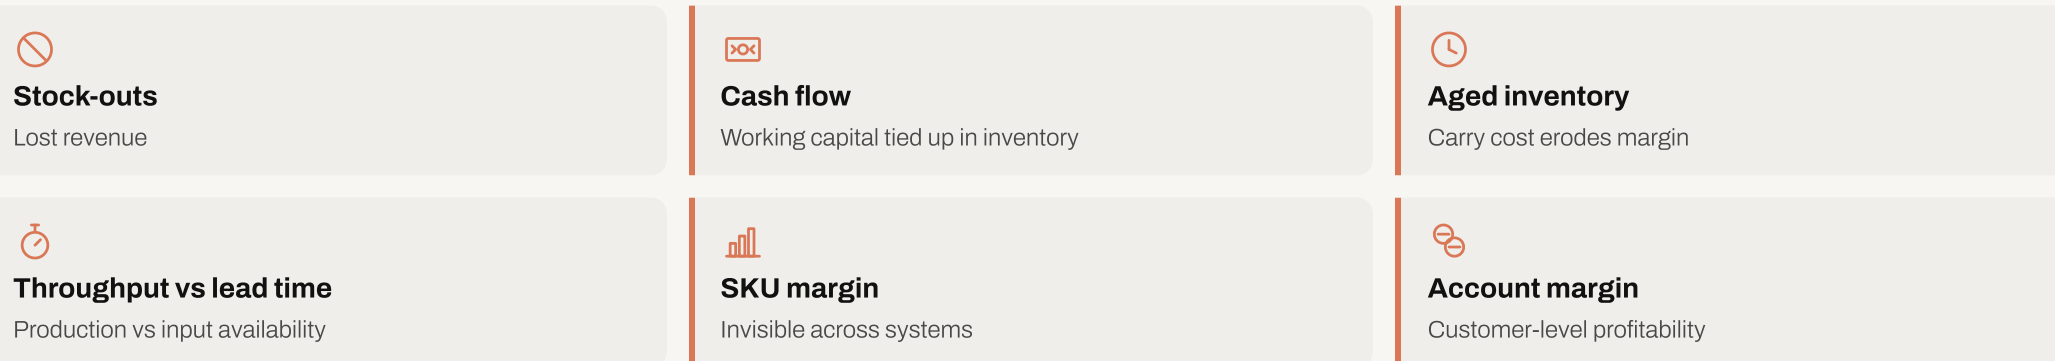 Stock-outs
Lost revenue
Cash flow
Working capital tied up in inventory
Aged inventory
Carry cost erodes margin
Throughput vs lead time
Production vs input availability
SKU margin
Invisible across systems
Account margin
Customer-level profitability